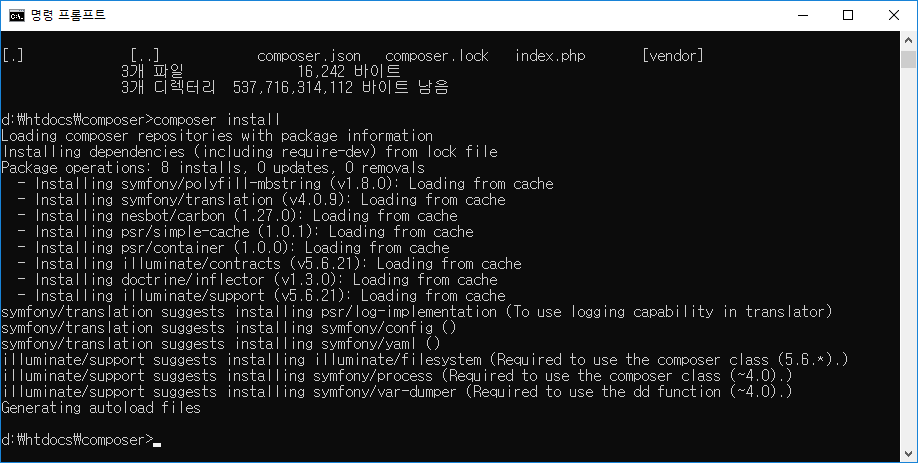 명령 프롬프트
[.] [..] composer.json composer.lock index.php [vendor]
3개 파일 16,242 바이트
3개 디렉터리 537,716,314,112 바이트 남음
d:₩htdocs₩composer>composer install
Loading composer repositories with package information
Installing dependencies (including require-dev) from lock file
Package operations: 8 installs, 0 updates, 0 removals
- Installing symfony/polyfill-mbstring (v1.8.0): Loading from cache
- Installing symfony/translation (v4.0.9): Loading from cache
- Installing nesbot/carbon (1.27.0): Loading from cache
- Installing psr/simple-cache (1.0.1): Loading from cache
- Installing psr/container (1.0.0): Loading from cache
- Installing illuminate/contracts (v5.6.21): Loading from cache
- Installing doctrine/inflector (v1.3.0): Loading from cache
- Installing illuminate/support (v5.6.21): Loading from cache
symfony/translation suggests installing psr/log-implementation (To use logging capability in translator)
symfony/translation suggests installing symfony/config ()
symfony/translation suggests installing symfony/yaml ()
illuminate/support suggests installing illuminate/filesystem (Required to use the composer class (5.6.*).)
illuminate/support suggests installing symfony/process (Required to use the composer class (~4.0).)
illuminate/support suggests installing symfony/var-dumper (Required to use the dd function (~4.0).)
Generating autoload files
d:₩htdocs₩composer>